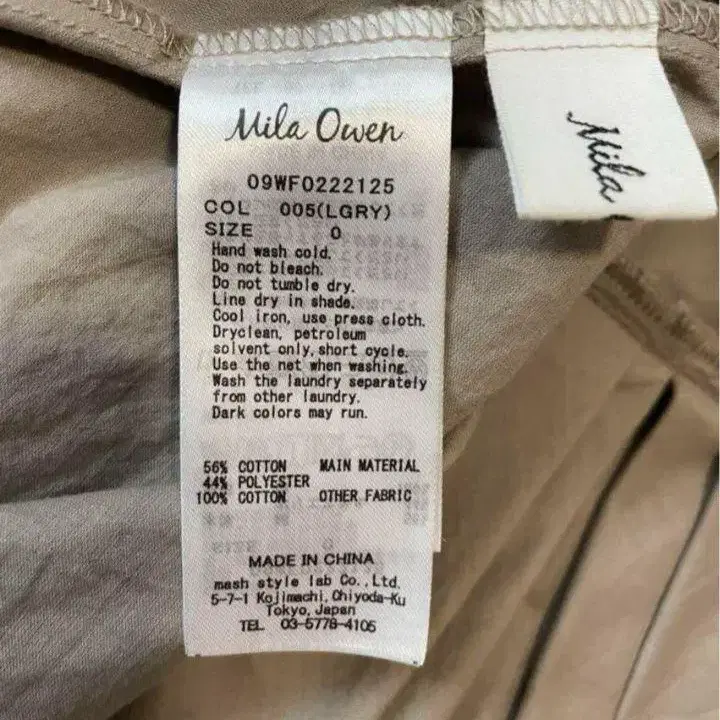 Mila Owen
09WF0222125
COL 005(LGRY)
SIZE 0
Hand wash cold.
Do not bleach.
Do not tumble dry.
Line dry in shade.
Cool iron, use press cloth.
Dryclean, petroleum
solvent only,short cycle.
Use the net when washing.
Wash the laundry separately
from other laundry.
Dark colors may run.
56% COTTON MAIN MATERIAL
44% POLYESTER
100% COTTON OTHER FABRIC
MADE IN CHINA
mash style lab Co.,Ltd.
5-7-1 Kojimachi,Chiyoda-Ku
Tokyo,Japan
TEL 03-5778-4105
Mila